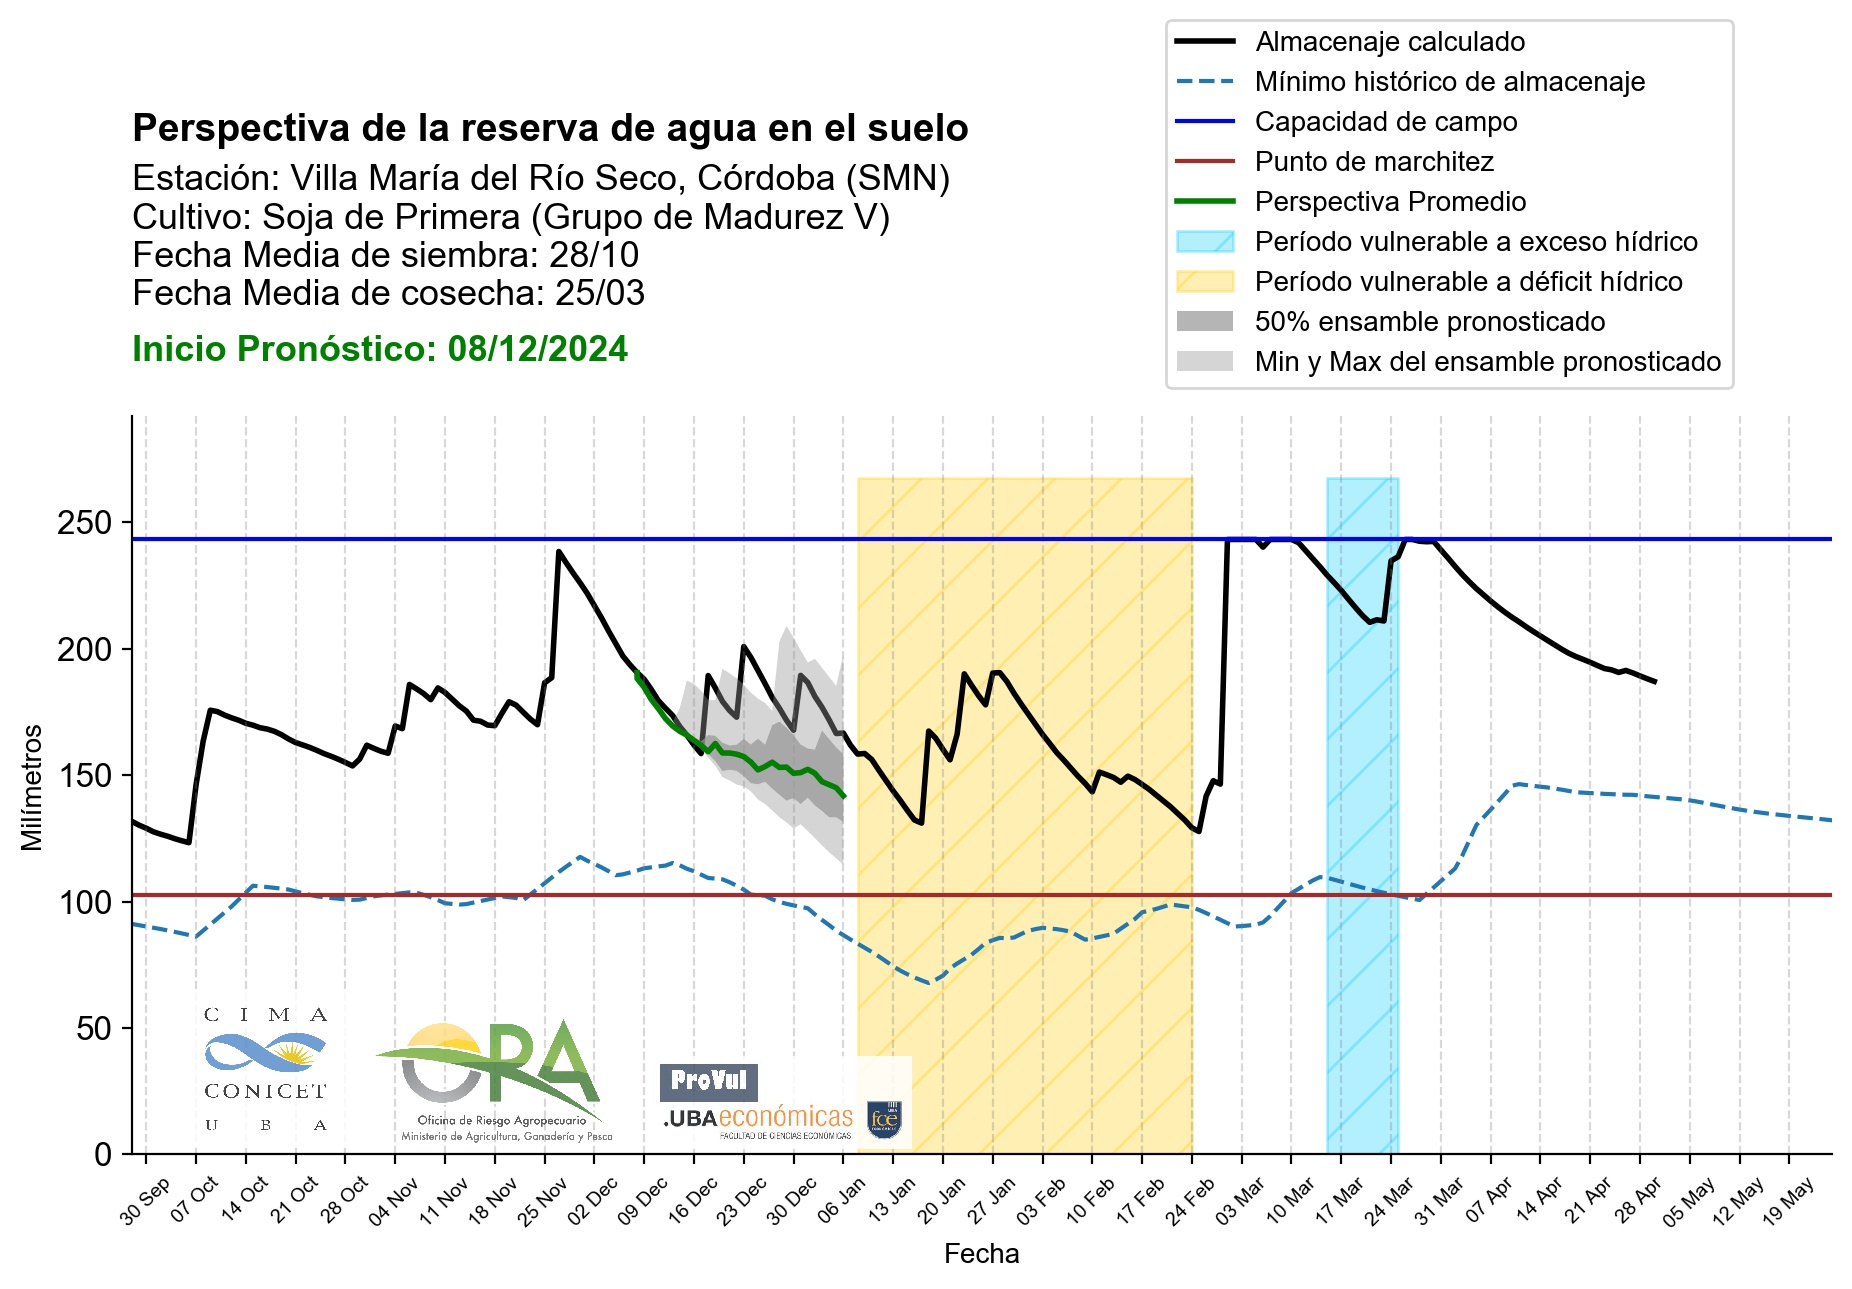 Almacenaje calculado
Mínimo histórico de almacenaje
Capacidad de campo
Punto de marchitez
Perspectiva Promedio
Período vulnerable a exceso hídrico
Período vulnerable a déficit hídrico
50% ensamble pronosticado
Min y Max del ensamble pronosticado
Perspectiva de la reserva de agua en el suelo
Estación: Villa María del Río Seco, Córdoba (SMN)
Cultivo: Soja de Primera (Grupo de Madurez V)
Fecha Media de siembra: 28/10
Fecha Media de cosecha: 25/03
Inicio Pronóstico: 08/12/2024
250
200
150
100
50
0
Milímetros
CIMA
CONICET
UBA
ORA
Oficina de Riesgo Agropecuario
Ministerio de Agricultura, Ganadería y Pesca
ProVul
.UBAeconómicas
FACULTAD DE CIENCIAS ECONÓMICAS
fce
30 Sep
07 Oct
14 Oct
21 Oct
28 Oct
04 Nov
11 Nov
18 Nov
25 Nov
02 Dec
09 Dec
16 Dec
23 Dec
30 Dec
06 Jan
13 Jan
20 Jan
27 Jan
03 Feb
10 Feb
17 Feb
24 Feb
03 Mar
10 Mar
17 Mar
24 Mar
31 Mar
07 Apr
14 Apr
21 Apr
28 Apr
05 May
12 May
19 May
Fecha